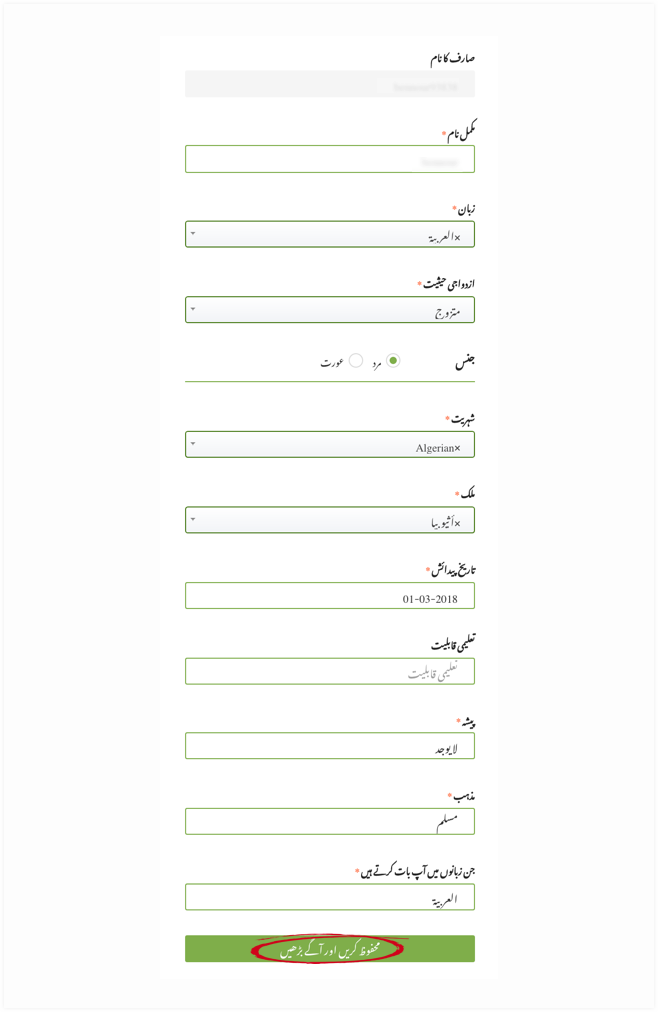 صارف کا نام
مکمل نام *
زبان *
×العربية
ازدواجی حیثیت *
متزوج
جنس
مرد
عورت
شہریت *
×Algerian
ملک *
×أثيوبيا
تاریخ پیدائش *
01-03-2018
تعلیمی قابلیت
تعلیمی قابلیت
پیشہ *
لايوجد
مذہب *
مسلم
جن زبانوں میں آپ بات کرتے ہیں *
العربية
محفوظ کریں اور آگے بڑھیں